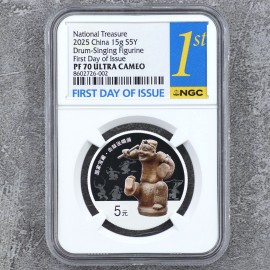 National Treasure
2025 China 15g S5Y
Drum-Singing Figurine
First Day of Issue
PF 70 ULTRA CAMEO
8602726-002
1st
FIRST DAY OF ISSUE
NGC
5元